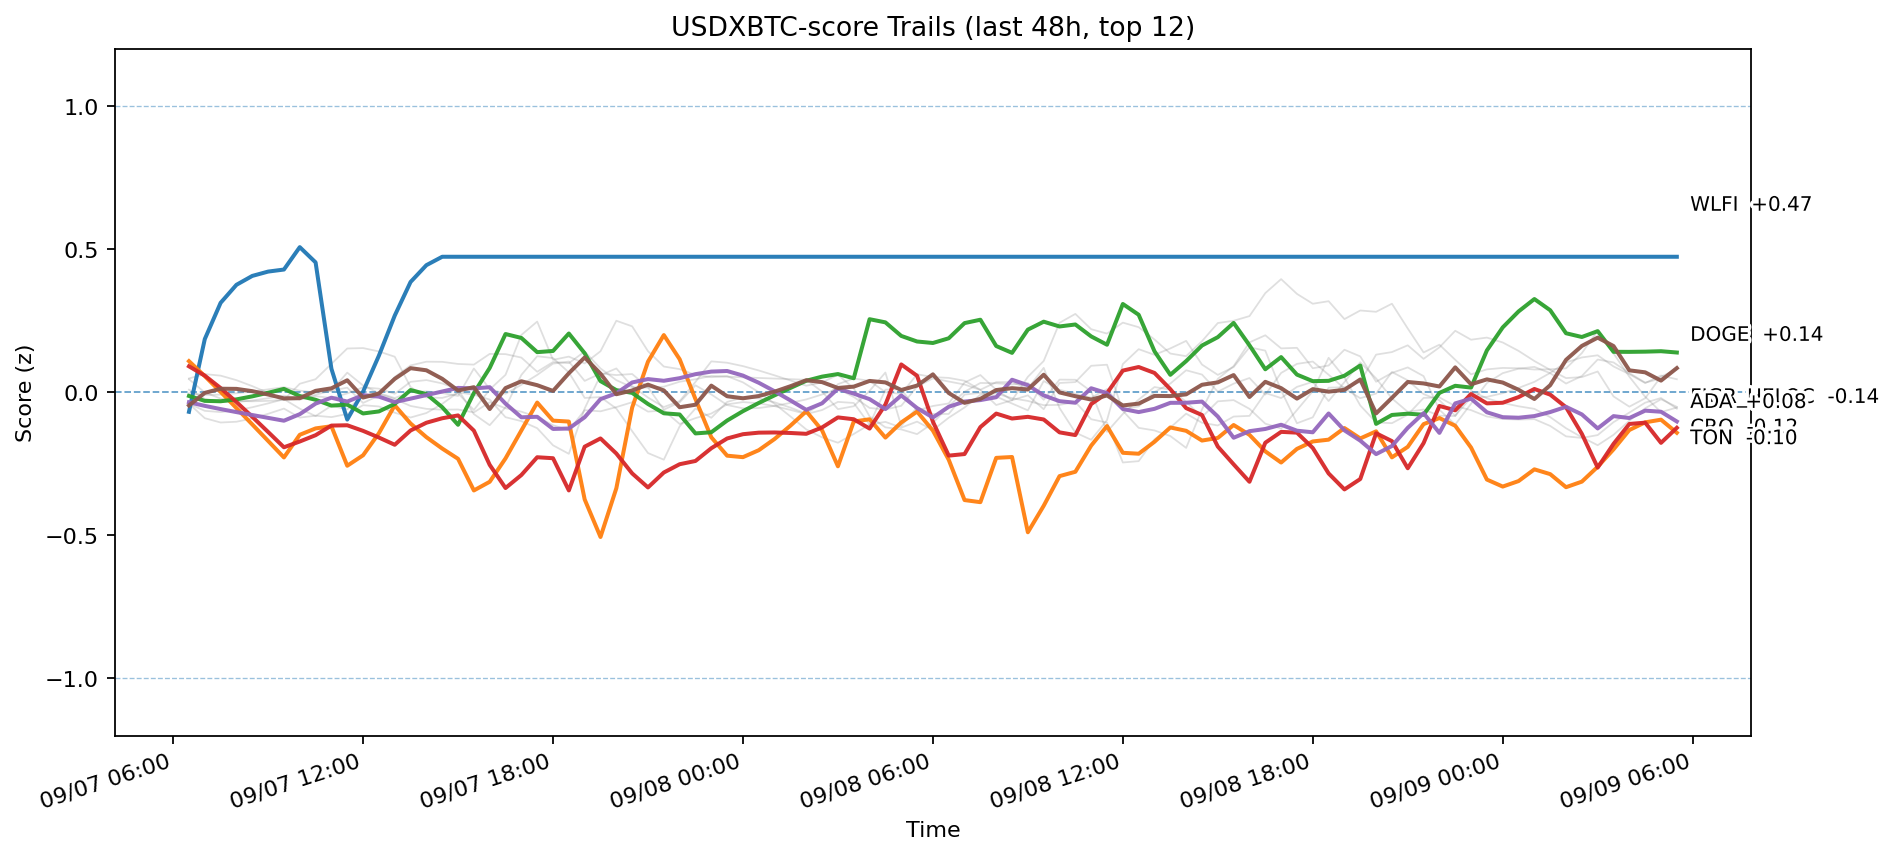 USDXBTC-score Trails (last 48h, top 12)
Score (z)
1.0
0.5
0.0
−0.5
−1.0
WLFI +0.47
DOGE +0.14
-0.14
ADA +0.08
CRO -0.12
TON -0.10
09/07 06:00
09/07 12:00
09/07 18:00
09/08 00:00
09/08 06:00
09/08 12:00
09/08 18:00
09/09 00:00
09/09 06:00
Time